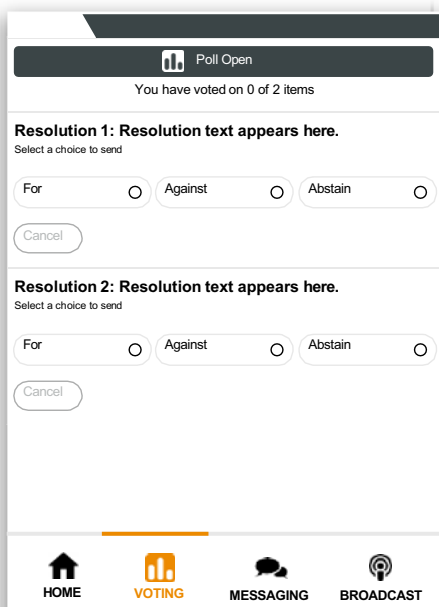 Poll Open
You have voted on 0 of 2 items
Resolution 1: Resolution text appears here.
Select a choice to send
For Against Abstain
Cancel
Resolution 2: Resolution text appears here.
Select a choice to send
For Against Abstain
Cancel
HOME VOTING MESSAGING BROADCAST